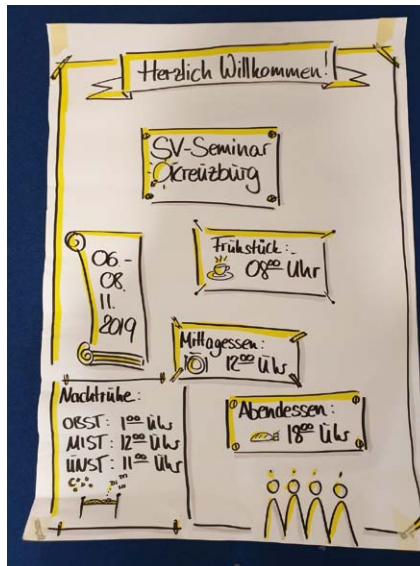 Herzlich Willkommen!
SV-Seminar
Kreuzburg
06-
08.
11.
2019
Frühstück:
08⁰⁰ Uhr
Mittagessen:
12⁰⁰ Uhr
Nachtruhe:
OBST: 1⁰⁰ Uhr
MIST: 12⁰⁰ Uhr
UNST: 11⁰⁰ Uhr
Abendessen:
18⁰⁰ Uhr